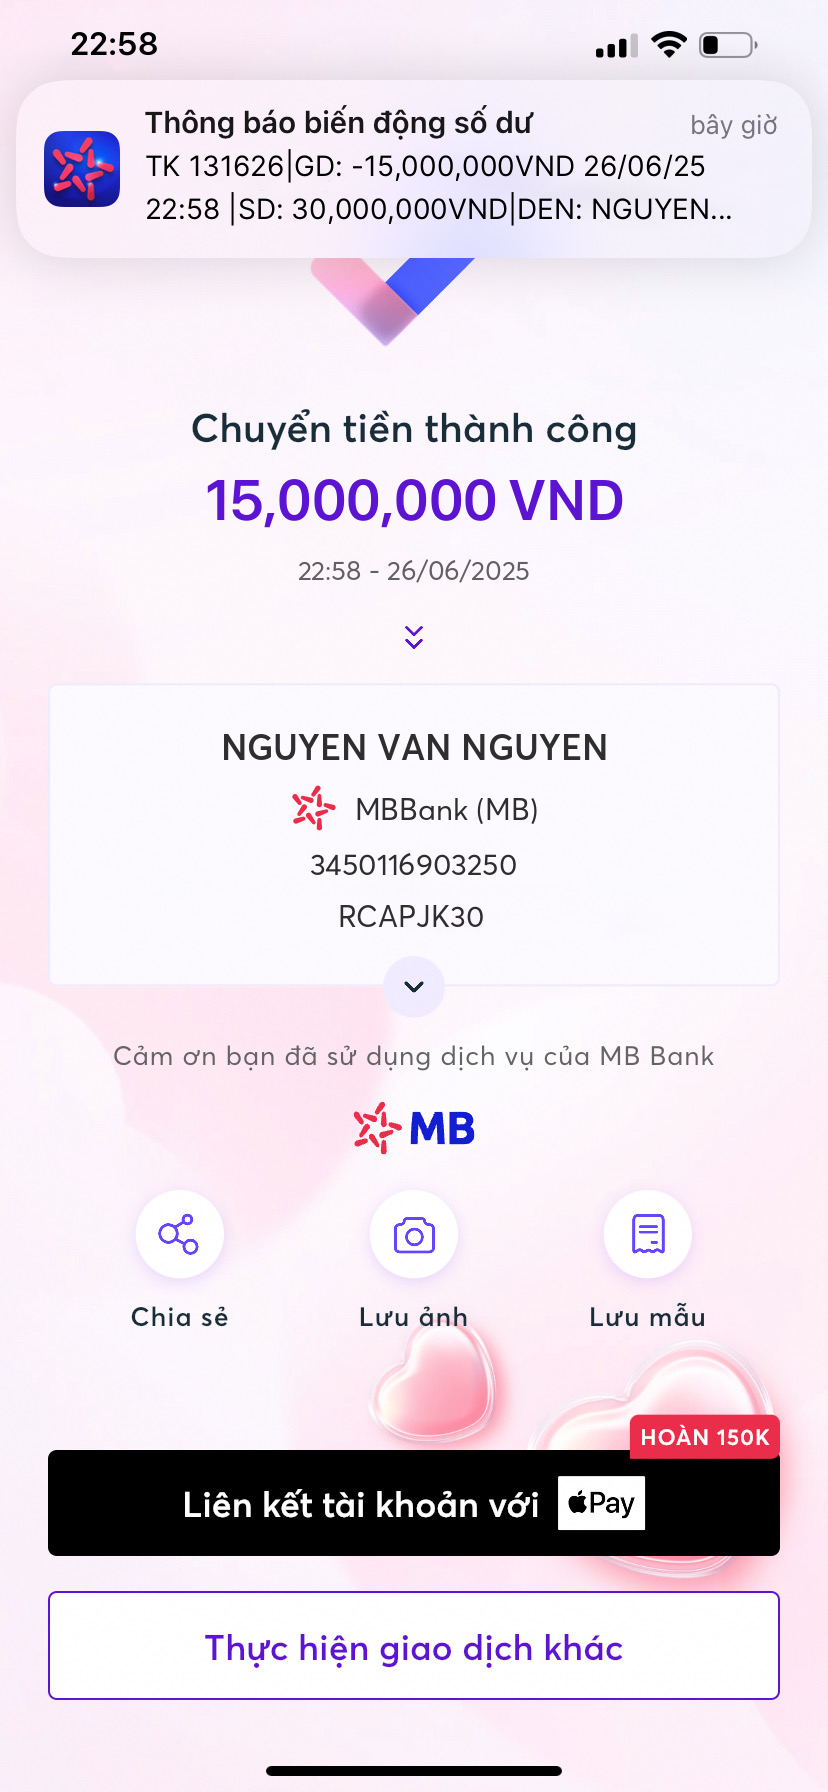 22:58
Thông báo biến động số dư
bây giờ
TK 131626|GD: -15,000,000VND 26/06/25
22:58 |SD: 30,000,000VND|DEN: NGUYEN...
Chuyển tiền thành công
15,000,000 VND
22:58 - 26/06/2025
NGUYEN VAN NGUYEN
MBBank (MB)
3450116903250
RCAPJK30
Cảm ơn bạn đã sử dụng dịch vụ của MB Bank
MB
Chia sẻ
Lưu ảnh
Lưu mẫu
HOÀN 150K
Liên kết tài khoản với Pay
Thực hiện giao dịch khác